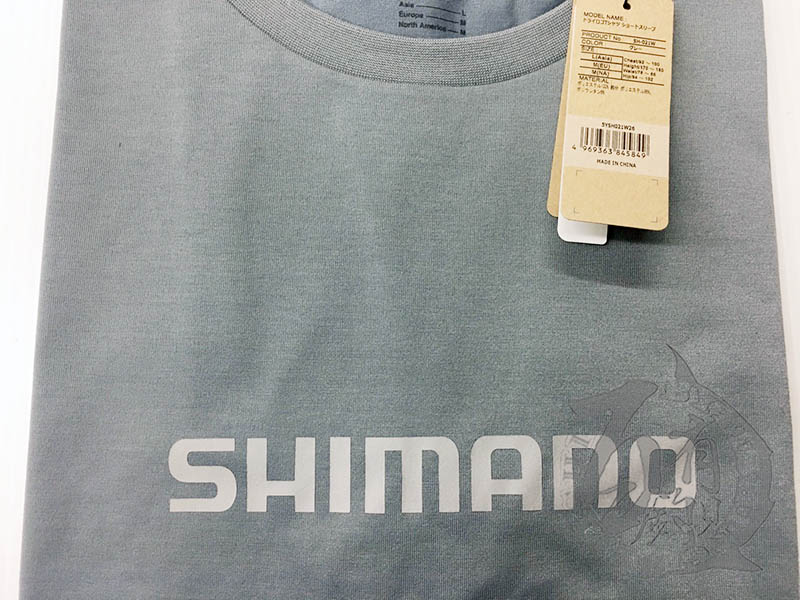 Asia L
Europe M
North America M
MODEL NAME :
ドライロゴTシャツ ショートスリーブ
PRODUCT No SH-021W
COLOR グレー
SIZE
L(Asia)
M(EU)
M(NA)
MATERIAL
5YSH021W26
4 969363 845849
MADE IN CHINA
SHIMANO